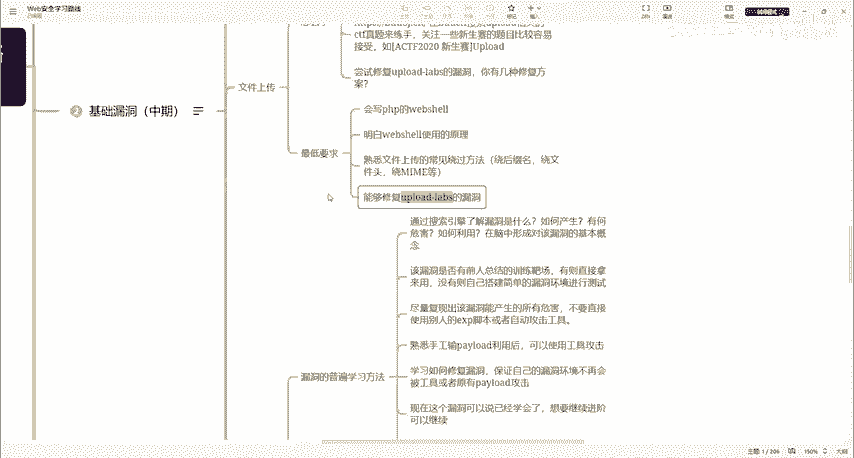 Web安全学习路线
已编辑
标记
插入
演说
格式
ctf真题来练手，关注一些新生赛的题目比较容易
接受，如[ACTF2020 新生赛]Upload
尝试修复upload-labs的漏洞，你有几种修复方
案？
文件上传
基础漏洞（中期）
会写php的webshell
明白webshell使用的原理
最低要求
熟悉文件上传的常见绕过方法（绕后缀名，绕文
件头，绕MIME等）
能够修复upload-labs的漏洞
通过搜索引擎了解漏洞是什么？如何产生？有何
危害？如何利用？在脑中形成对该漏洞的基本概
念
该漏洞是否有前人总结的训练靶场，有则直接拿
来用，没有则自己搭建简单的漏洞环境进行测试
尽量复现出该漏洞能产生的所有危害，不要直接
使用别人的exp脚本或者自动攻击工具。
熟悉手工输payload利用后，可以使用工具攻击
漏洞的普遍学习方法
学习如何修复漏洞，保证自己的漏洞环境不再会
被工具或者原有payload攻击
现在这个漏洞可以说已经学会了，想要继续进阶
可以继续
主题：1 / 206
150%
大纲